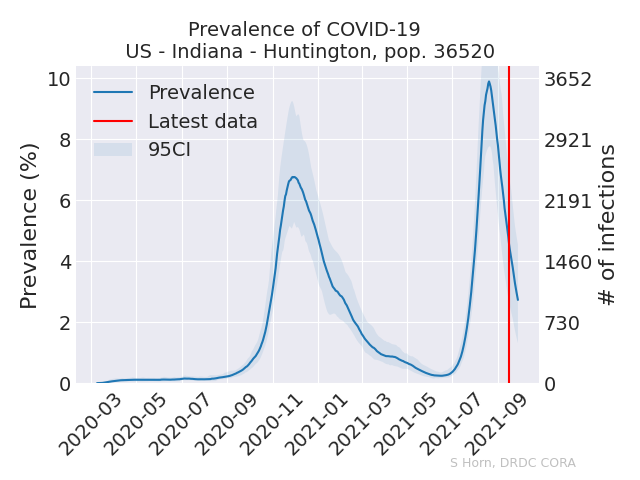 Prevalence of COVID-19
US - Indiana - Huntington, pop. 36520
Prevalence (%)
10
8
6
4
2
0
Prevalence
Latest data
95CI
3652
2921
2191
1460
730
0
# of infections
2020-03
2020-05
2020-07
2020-09
2020-11
2021-01
2021-03
2021-05
2021-07
2021-09
S Horn, DRDC CORA